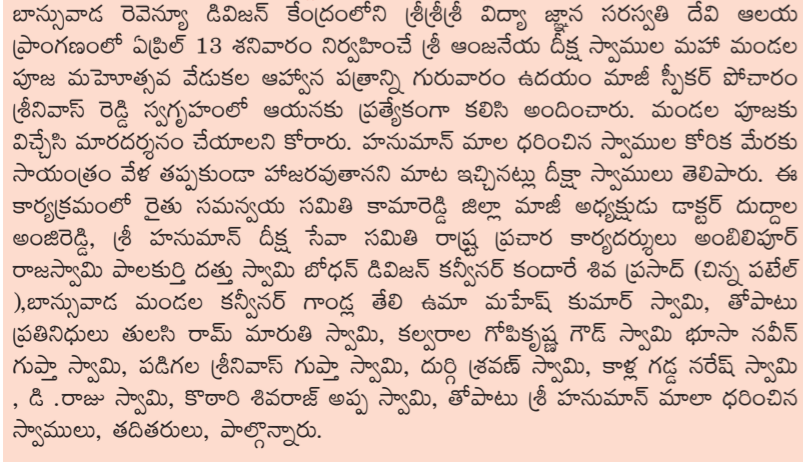 బాన్సువాడ రెవెన్యూ డివిజన్ కేంద్రంలోని శ్రీశ్రీశ్రీ విద్యా జ్ఞాన సరస్వతి దేవి ఆలయ
ప్రాంగణంలో ఏప్రిల్ 13 శనివారం నిర్వహించే శ్రీ ఆంజనేయ దీక్ష స్వాముల మహా మండల
పూజ మహెూత్సవ వేడుకల ఆహ్వాన పత్రాన్ని గురువారం ఉదయం మాజీ స్పీకర్ పోచారం
శ్రీనివాస్ రెడ్డి స్వగృహంలో ఆయనకు ప్రత్యేకంగా కలిసి అందించారు. మండల పూజకు
విచ్చేసి మారదర్శనం చేయాలని కోరారు. హనుమాన్ మాల ధరించిన స్వాముల కోరిక మేరకు
సాయంత్రం వేళ తప్పకుండా హాజరవుతానని మాట ఇచ్చినట్లు దీక్షా స్వాములు తెలిపారు. ఈ
కార్యక్రమంలో రైతు సమన్వయ సమితి కామారెడ్డి జిల్లా మాజీ అధ్యక్షుడు డాక్టర్ దుద్దాల
అంజిరెడ్డి, శ్రీ హనుమాన్ దీక్ష సేవా సమితి రాష్ట్ర ప్రచార కార్యదర్శులు అంబిలిపూర్
రాజస్వామి పాలకుర్తి దత్తు స్వామి బోధన్ డివిజన్ కన్వీనర్ కందారే శివ ప్రసాద్ (చిన్న పటేల్
),బాన్సువాడ మండల కన్వీనర్ గాండ్ల తేలి ఉమా మహేష్ కుమార్ స్వామి, తోపాటు
ప్రతినిధులు తులసి రామ్ మారుతి స్వామి, కల్వరాల గోపికృష్ణ గౌడ్ స్వామి భూసా నవీన్
గుప్తా స్వామి, పడిగల శ్రీనివాస్ గుప్తా స్వామి, దుర్గి శ్రవణ్ స్వామి, కాళ్ల గడ్డ నరేష్ స్వామి
, డి .రాజు స్వామి, కొఠారి శివరాజ్ అప్ప స్వామి, తోపాటు శ్రీ హనుమాన్ మాలా ధరించిన
స్వాములు, తదితరులు, పాల్గొన్నారు.